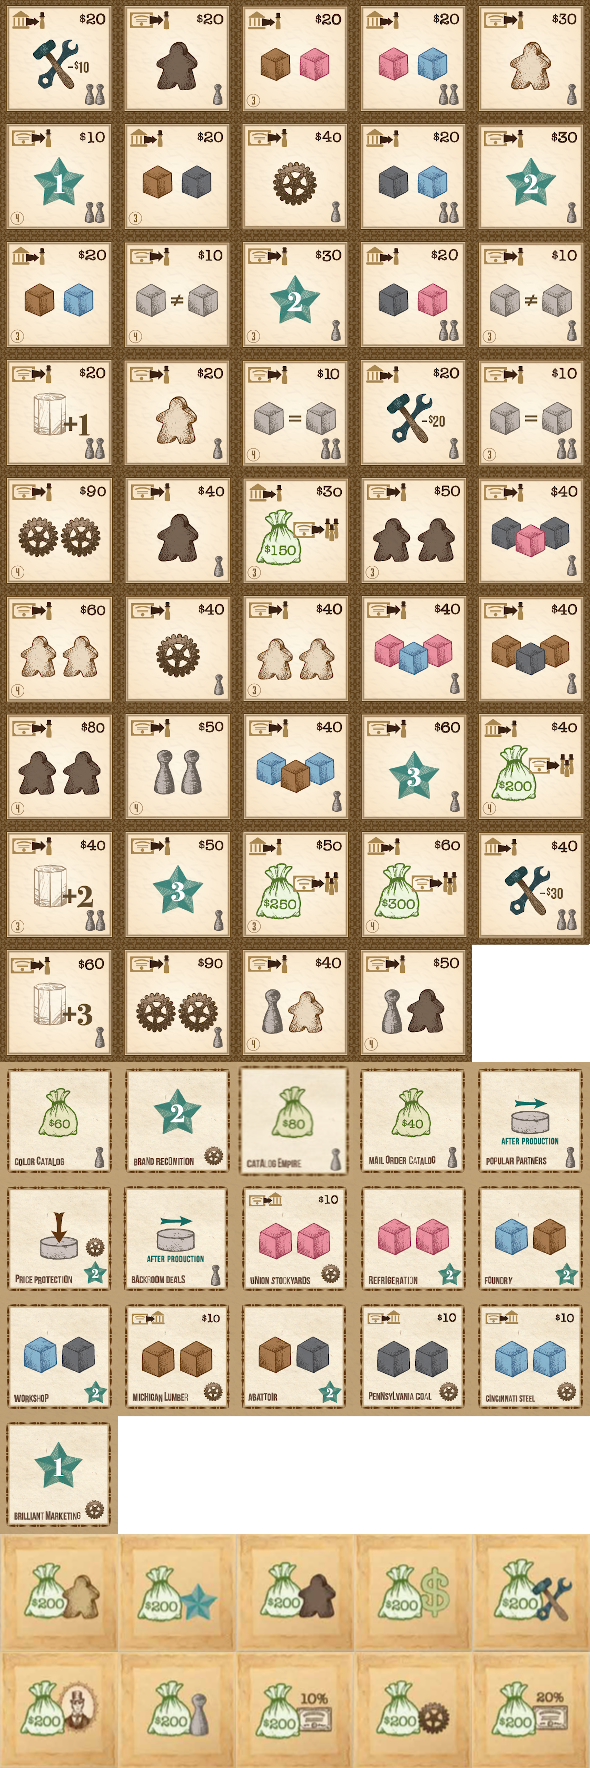 $20 $20 $20 $20 $30
-$10
3
$10 $20 $40 $20 $30
1 2
4 3
$20 $10 $30 $20 $10
≠ 2 ≠
3 4 3 3
$20 $20 $10 $20 $10
+1 = -$20 =
4 3
$90 $40 $30 $50 $40
$150
4 3 3
$60 $40 $40 $40 $40
4 3
$80 $50 $40 $60 $40
3 $200
4 4 4
$40 $50 $50 $60 $40
+2 3 $250 $300 -$30
3 3 4
$60 $90 $40 $50
+3
4 4
$60 2 $80 $40
AFTER PRODUCTION
COLOR CATALOG BRAND RECONITION CATALOG EMPIRE MAIL ORDER CATALOG POPULAR PARTNERS
$10
AFTER PRODUCTION
PRICE PROTECTION 2 BACKROOM DEALS UNION STOCKYARDS REFRIGERATION 2 FOUNDRY 2
$10 $10 $10
WORKSHOP 2 MICHIGAN LUMBER ABATTOIR 2 PENNSYLVANIA COAL CINCINNATI STEEL
1
BRILLIANT MARKETING
$200 $200 $200 $200 $ $200
10% 20%
$200 $200 $200 $200 $200